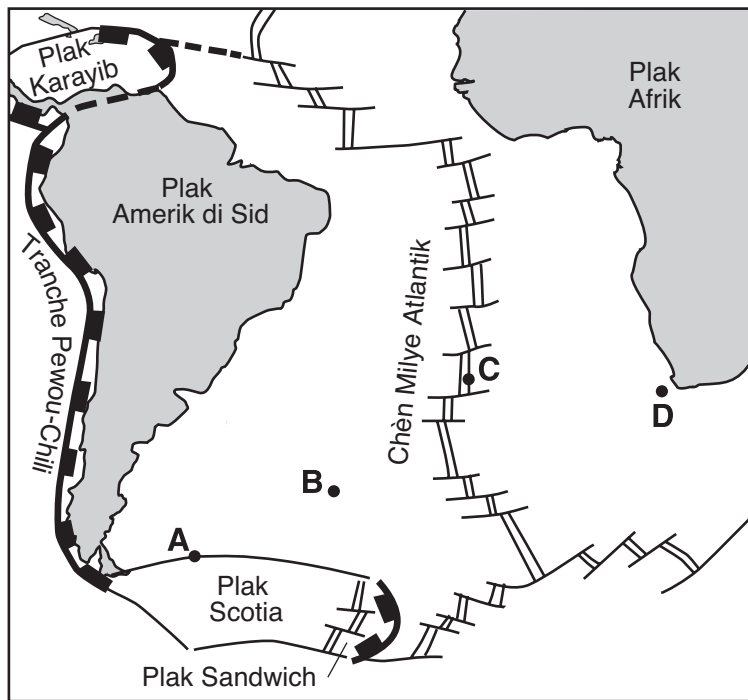 Plak
Karayib
Plak
Afrik
Plak
Amerik di Sid
Tranche Pewou-Chili
Chèn Milye Atlantik
C
D
B
A
Plak
Scotia
Plak Sandwich